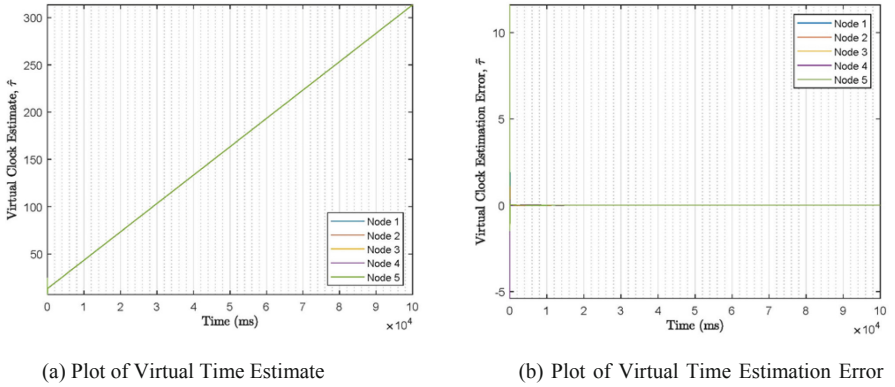 300
250
200
150
100
50
Virtual Clock Estimate, τ̂
Node 1
Node 2
Node 3
Node 4
Node 5
0 1 2 3 4 5 6 7 8 9 10
Time (ms)
×10⁴
(a) Plot of Virtual Time Estimate
10
5
0
-5
Virtual Clock Estimation Error, τ̃
Node 1
Node 2
Node 3
Node 4
Node 5
0 1 2 3 4 5 6 7 8 9 10
Time (ms)
×10⁴
(b) Plot of Virtual Time Estimation Error